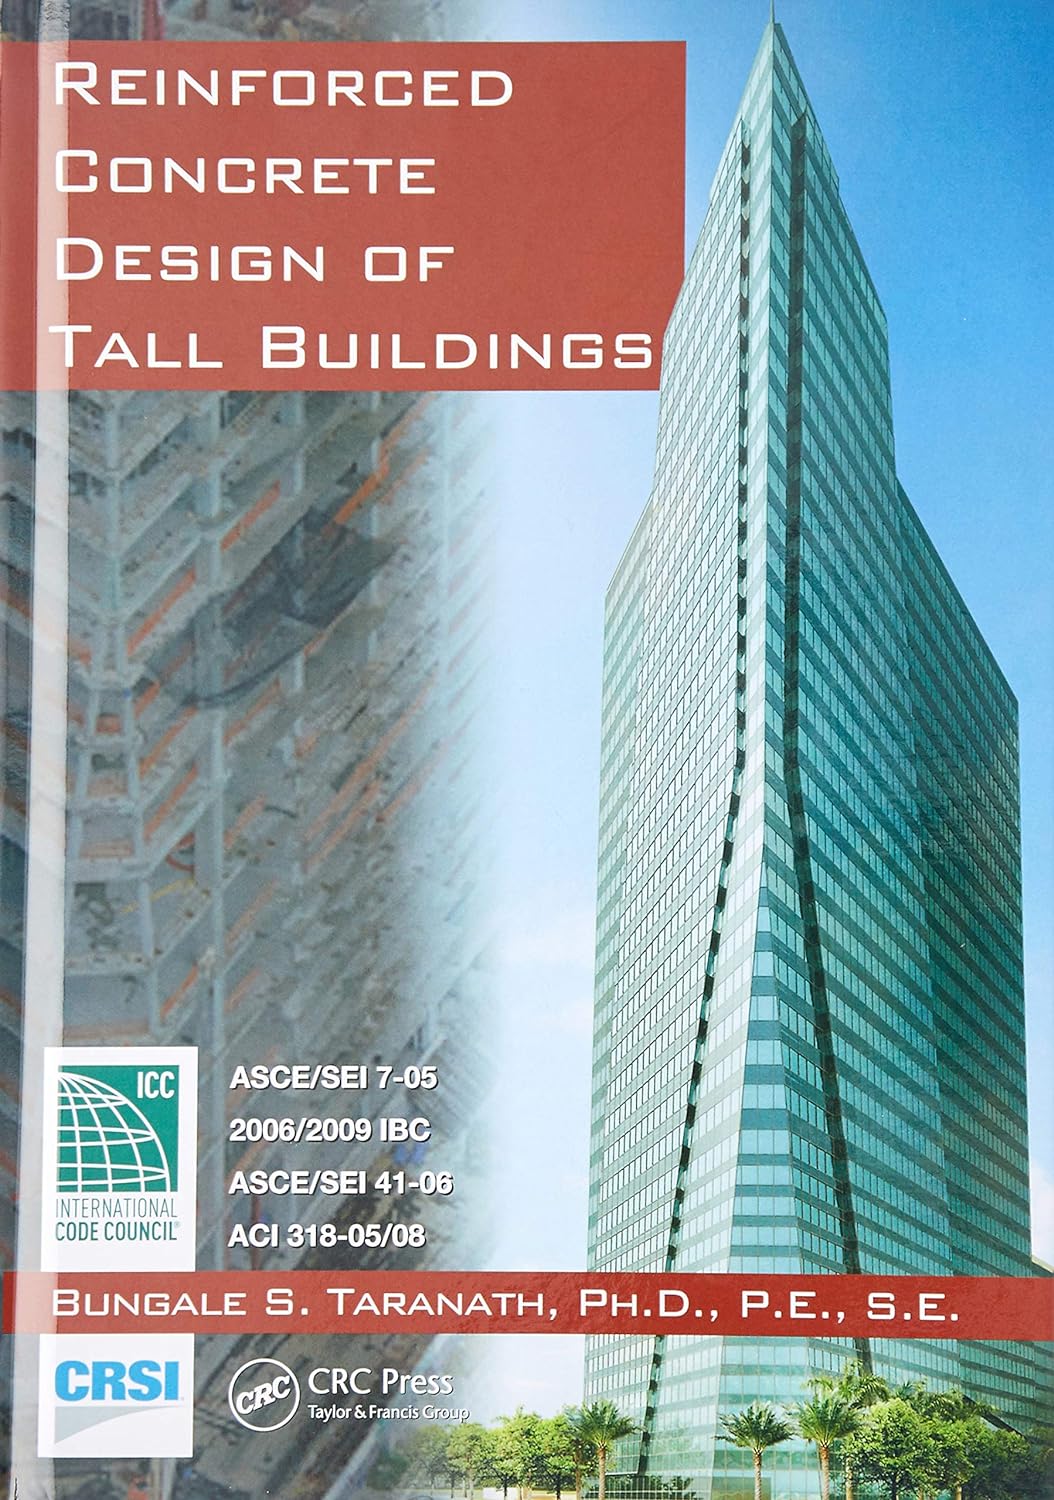 REINFORCED
CONCRETE
DESIGN OF
TALL BUILDINGS
ICC
INTERNATIONAL
CODE COUNCIL®
ASCE/SEI 7-05
2006/2009 IBC
ASCE/SEI 41-06
ACI 318-05/08
BUNGALE S. TARANATH, PH.D., P.E., S.E.
CRSI
CRC
CRC Press
Taylor & Francis Group